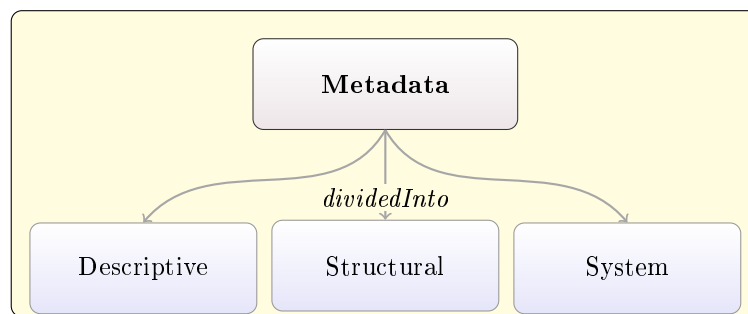 Metadata
dividedInto
Descriptive
Structural
System